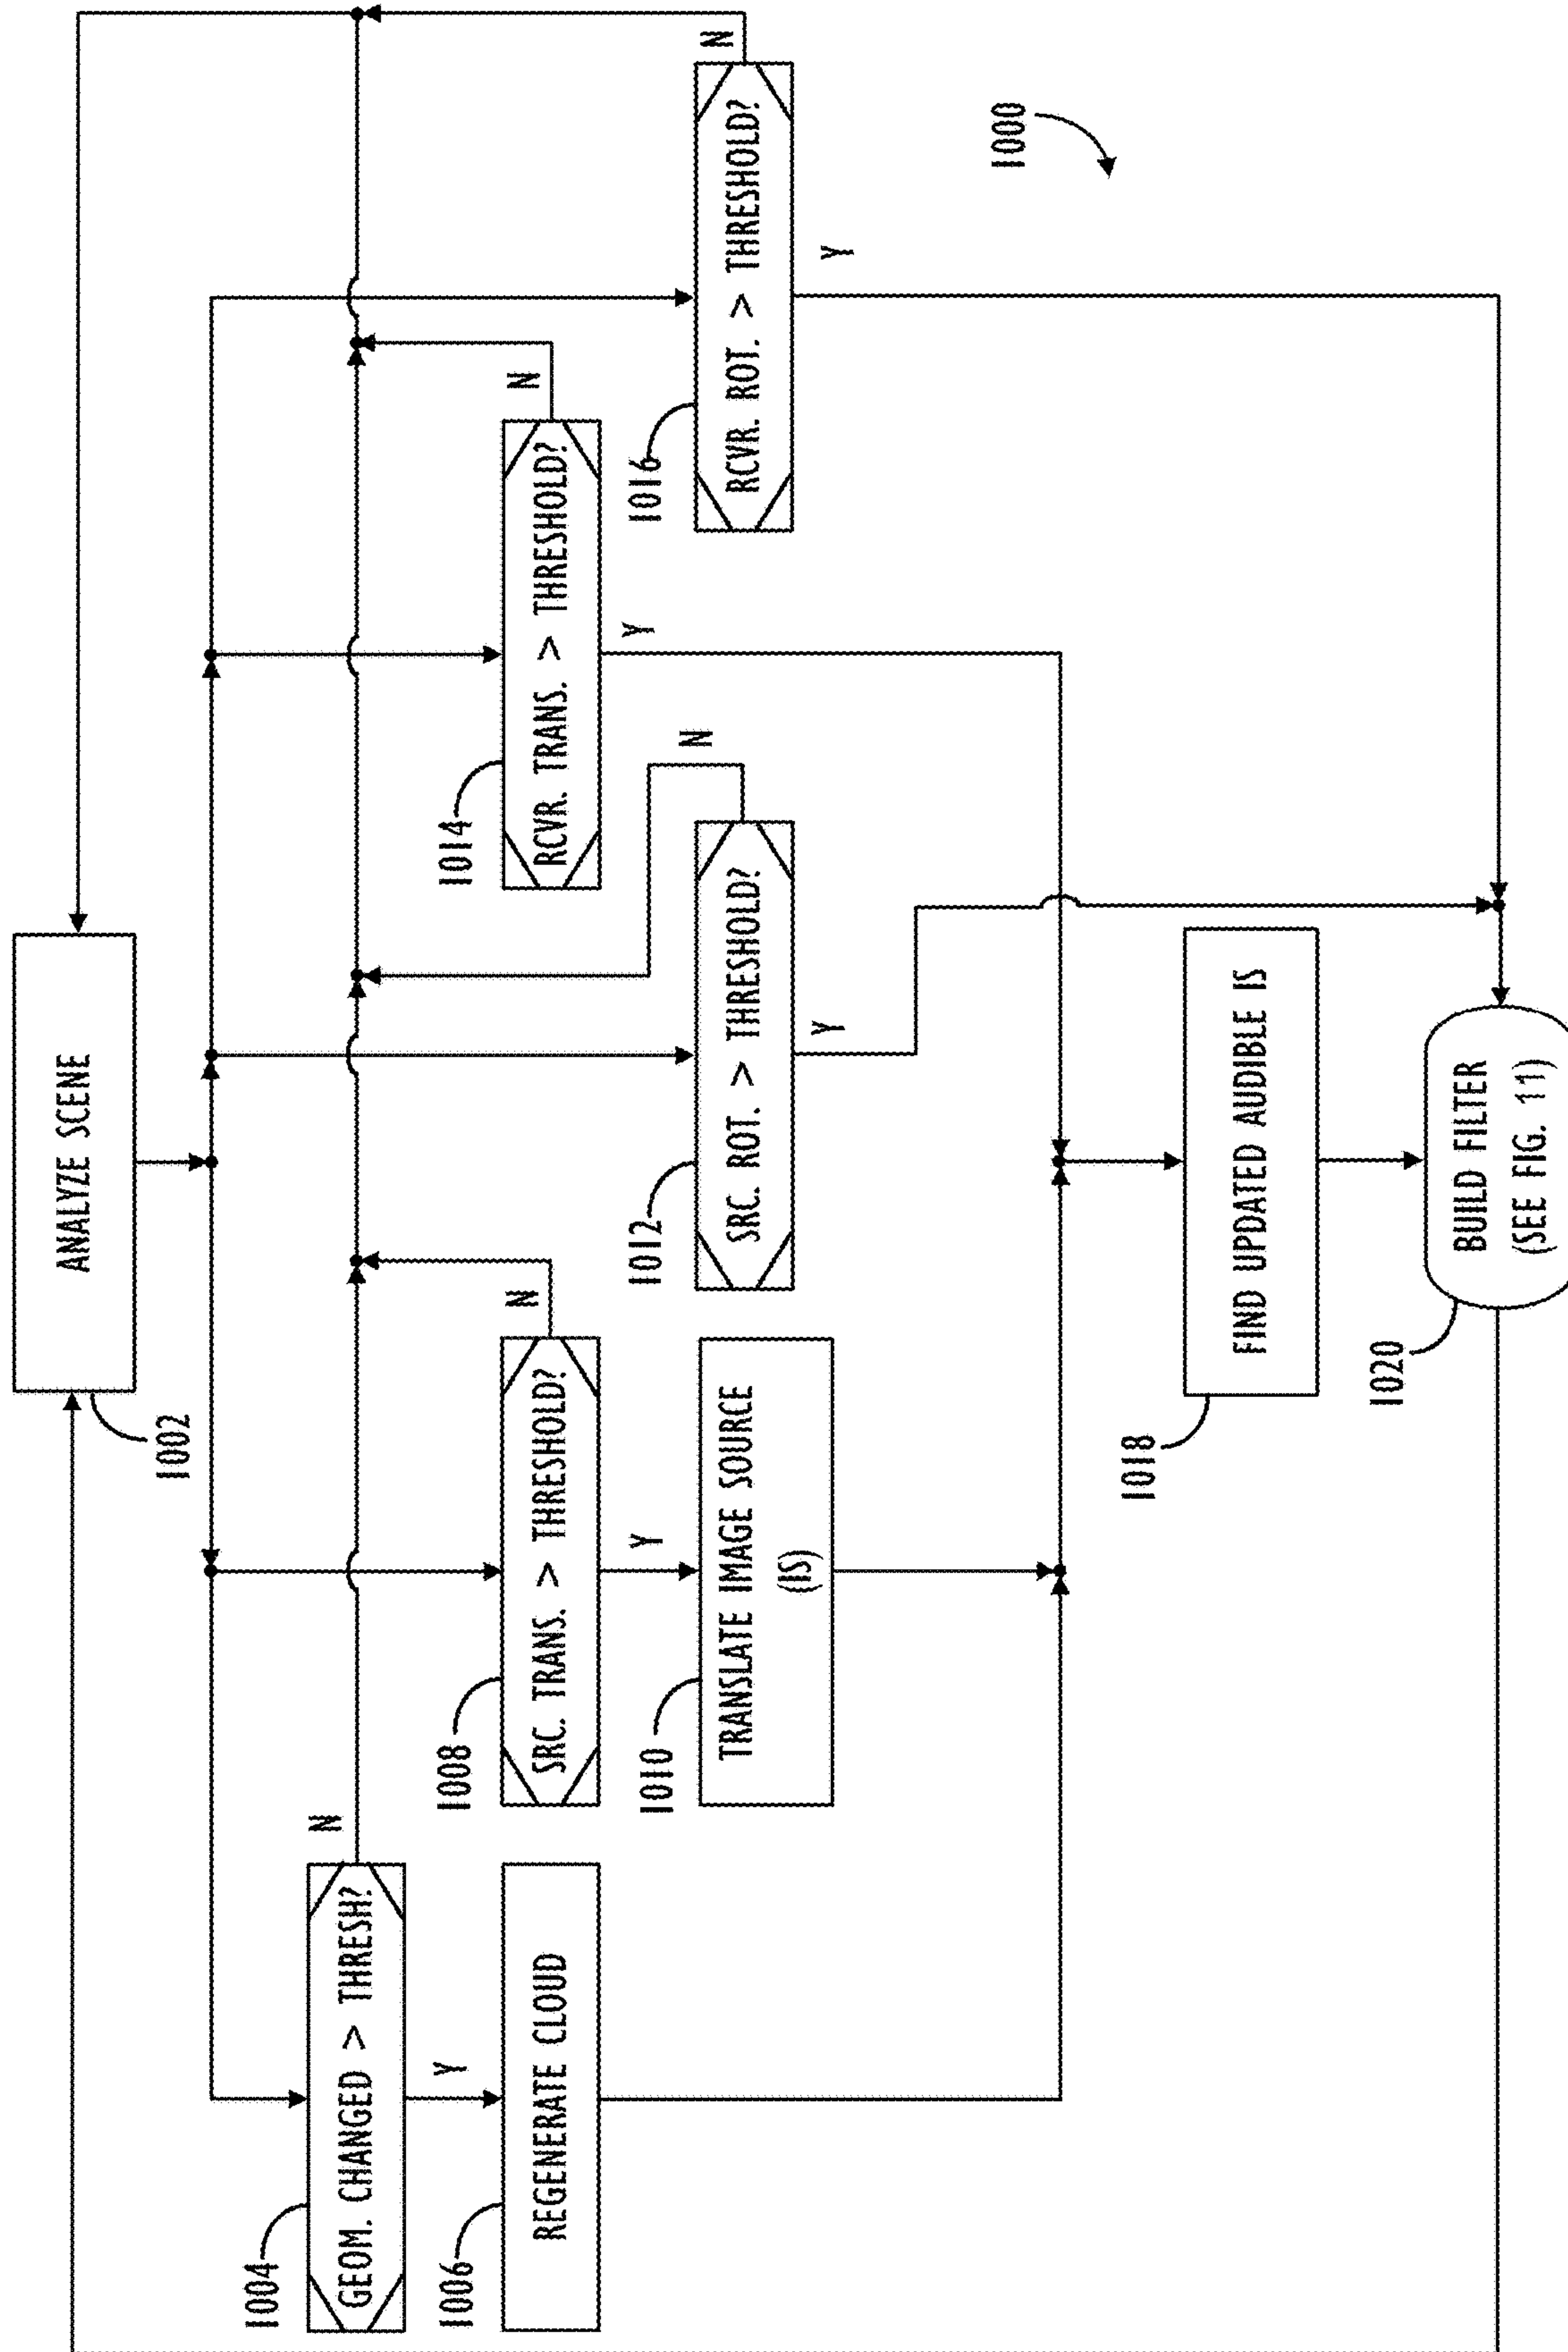 ANALYZE SCENE
1002
GEOM. CHANGED > THRESH?
1004
N
Y
REGENERATE CLOUD
1006
SRC. TRANS. > THRESHOLD?
1008
N
Y
TRANSLATE IMAGE SOURCE
(IS)
1010
SRC. ROT. > THRESHOLD?
1012
N
Y
RCVR. TRANS. > THRESHOLD?
1014
N
Y
RCVR. ROT. > THRESHOLD?
1016
N
Y
1000
FIND UPDATED AUDIBLE IS
1018
BUILD FILTER
(SEE FIG. 11)
1020